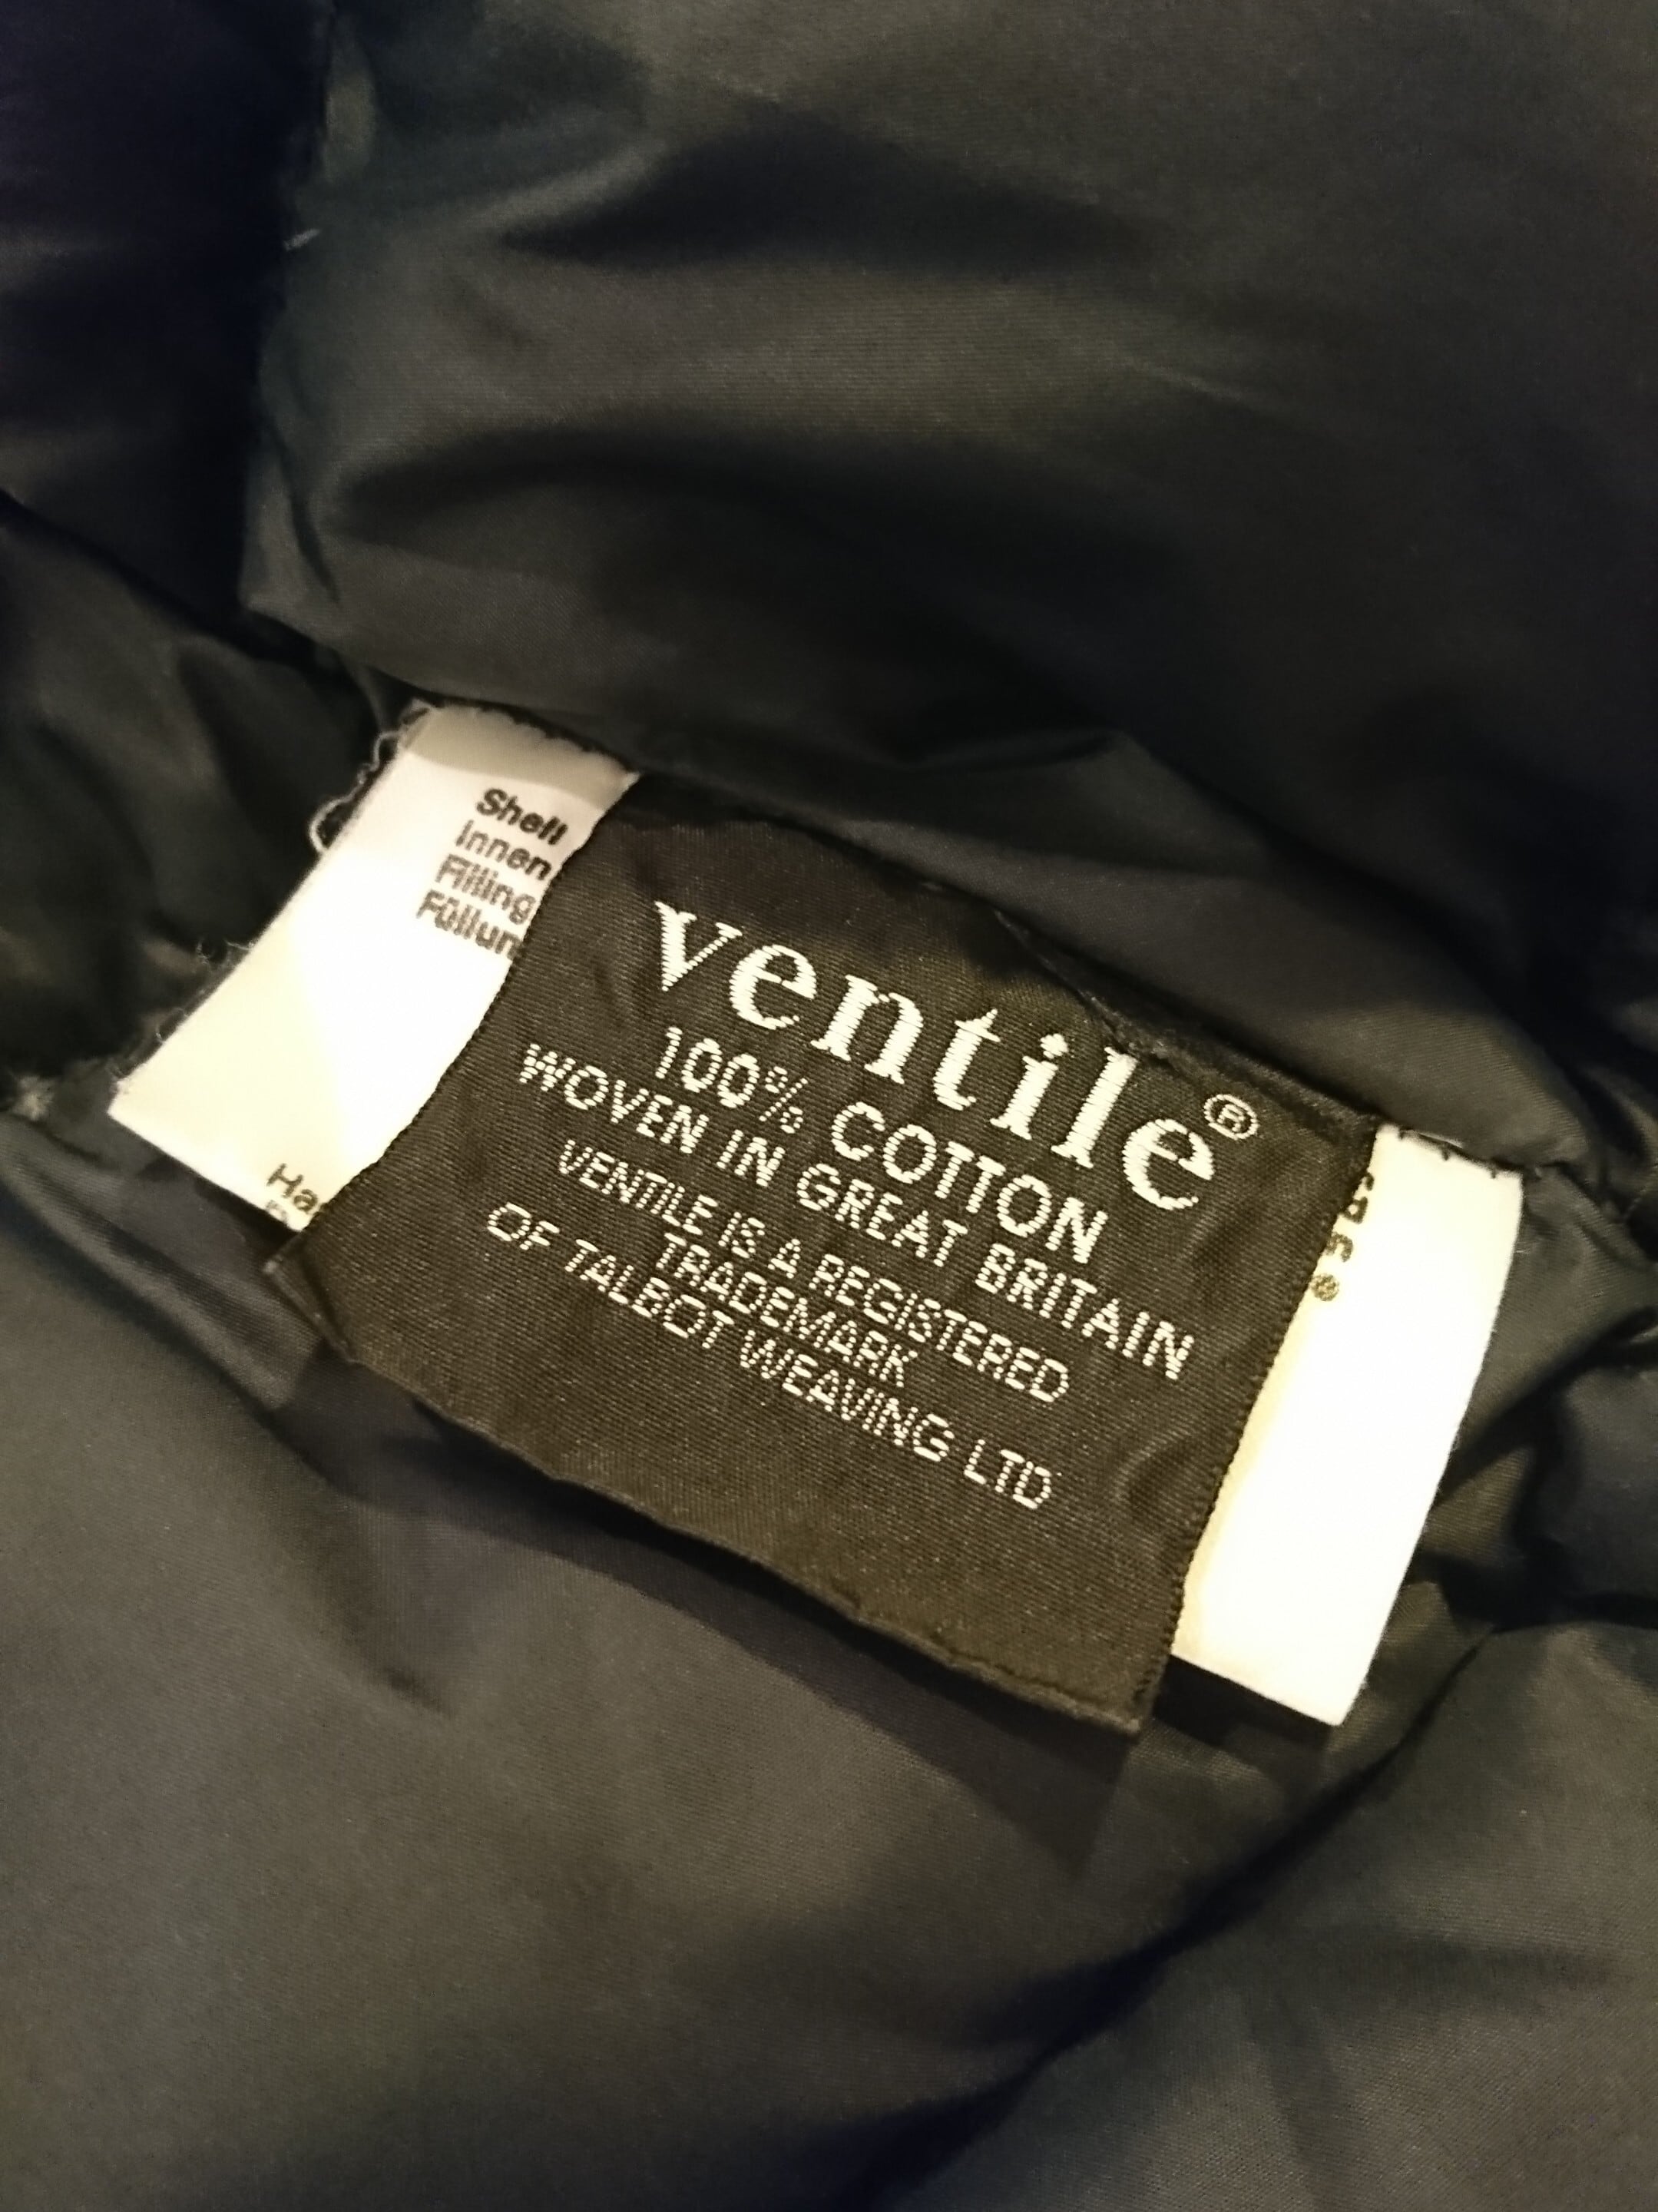 Shell
Innen
Filling
Füllun
ventile®
100% COTTON
WOVEN IN GREAT BRITAIN
VENTILE IS A REGISTERED
TRADEMARK
OF TALBOT WEAVING LTD
Ha